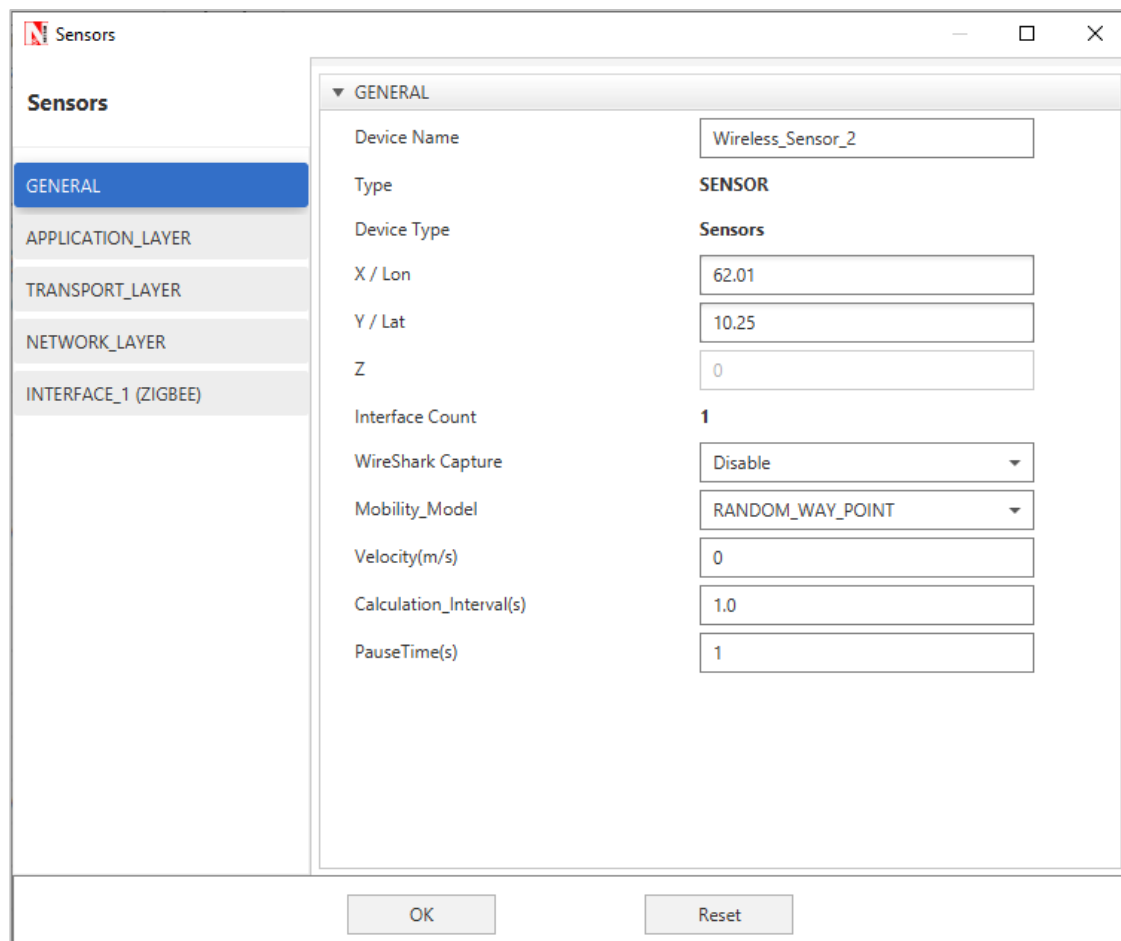 Sensors
Sensors
GENERAL
APPLICATION_LAYER
TRANSPORT_LAYER
NETWORK_LAYER
INTERFACE_1 (ZIGBEE)
GENERAL
Device Name Wireless_Sensor_2
Type SENSOR
Device Type Sensors
X / Lon 62.01
Y / Lat 10.25
Z 0
Interface Count 1
WireShark Capture Disable
Mobility_Model RANDOM_WAY_POINT
Velocity(m/s) 0
Calculation_Interval(s) 1.0
PauseTime(s) 1
OK Reset